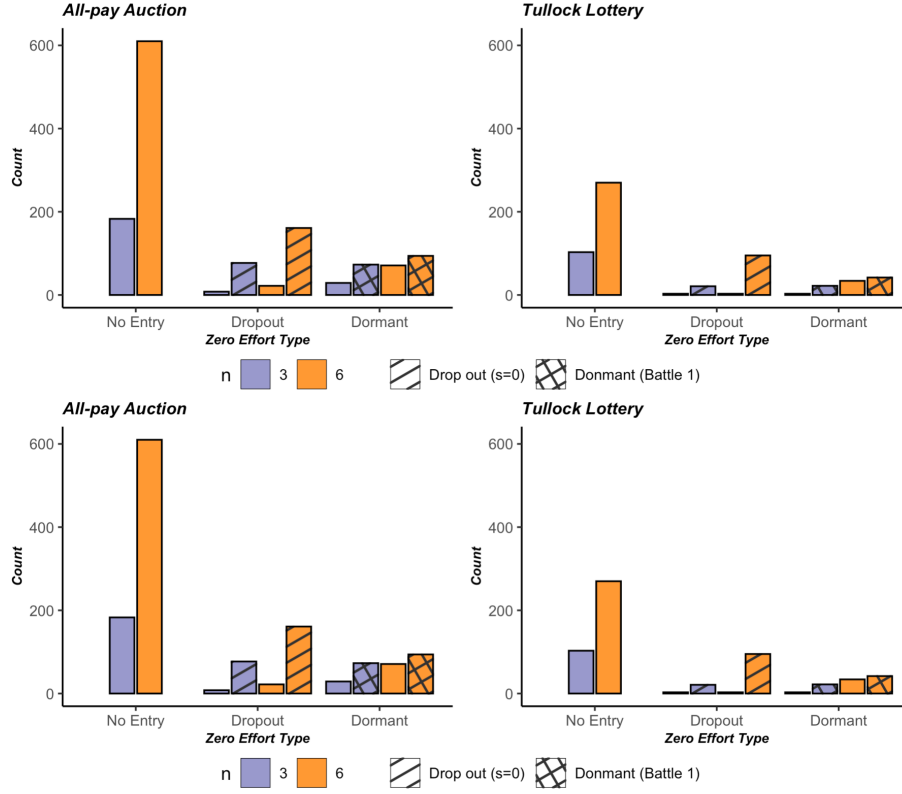 All-pay Auction
Tullock Lottery
600
400
200
0
Count
No Entry
Dropout
Dormant
Zero Effort Type
600
400
200
0
Count
No Entry
Dropout
Dormant
Zero Effort Type
n 3 6 Drop out (s=0) Donmant (Battle 1)
All-pay Auction
Tullock Lottery
600
400
200
0
Count
No Entry
Dropout
Dormant
Zero Effort Type
600
400
200
0
Count
No Entry
Dropout
Dormant
Zero Effort Type
n 3 6 Drop out (s=0) Donmant (Battle 1)